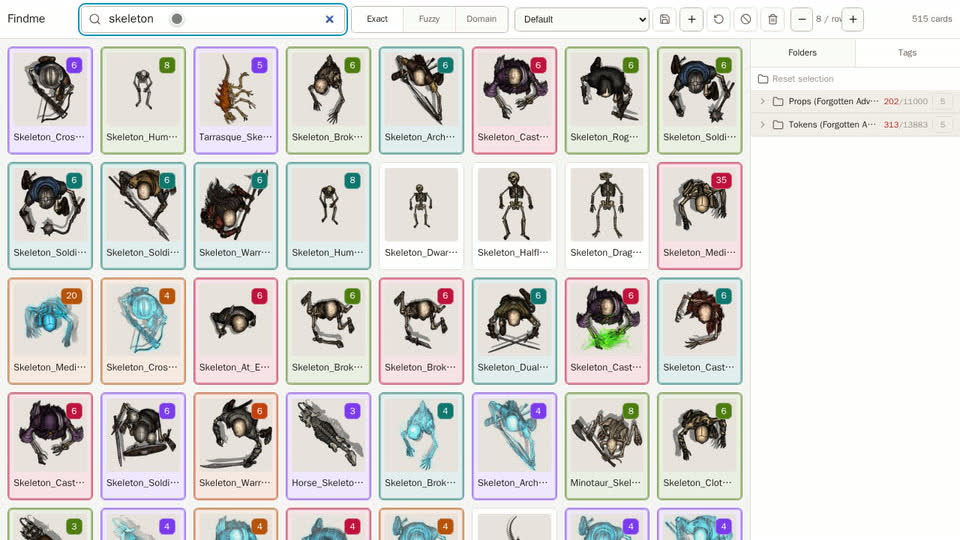 Findme
skeleton
Exact
Fuzzy
Domain
Default
8 / rov
515 cards
6
8
5
6
6
6
6
6
Skeleton_Cros···
Skeleton_Hum···
Tarrasque_Ske···
Skeleton_Brok···
Skeleton_Arch···
Skeleton_Cast···
Skeleton_Rog···
Skeleton_Soldi···
6
6
6
8
35
Skeleton_Soldi···
Skeleton_Soldi···
Skeleton_Warr···
Skeleton_Hum···
Skeleton_Dwar···
Skeleton_Halfl···
Skeleton_Drag···
Skeleton_Medi···
20
4
6
6
6
6
6
6
Skeleton_Medi···
Skeleton_Cros···
Skeleton_At_E···
Skeleton_Brok···
Skeleton_Brok···
Skeleton_Dual···
Skeleton_Cast···
Skeleton_Cast···
6
6
6
3
4
4
8
6
Skeleton_Cast···
Skeleton_Soldi···
Skeleton_Warr···
Horse_Skeleto···
Skeleton_Brok···
Skeleton_Arch···
Minotaur_Skel···
Skeleton_Clot···
3
4
4
4
4
4
4
Folders
Tags
Reset selection
Props (Forgotten Adv··· 202/11000 S
Tokens (Forgotten A··· 313/13883 S